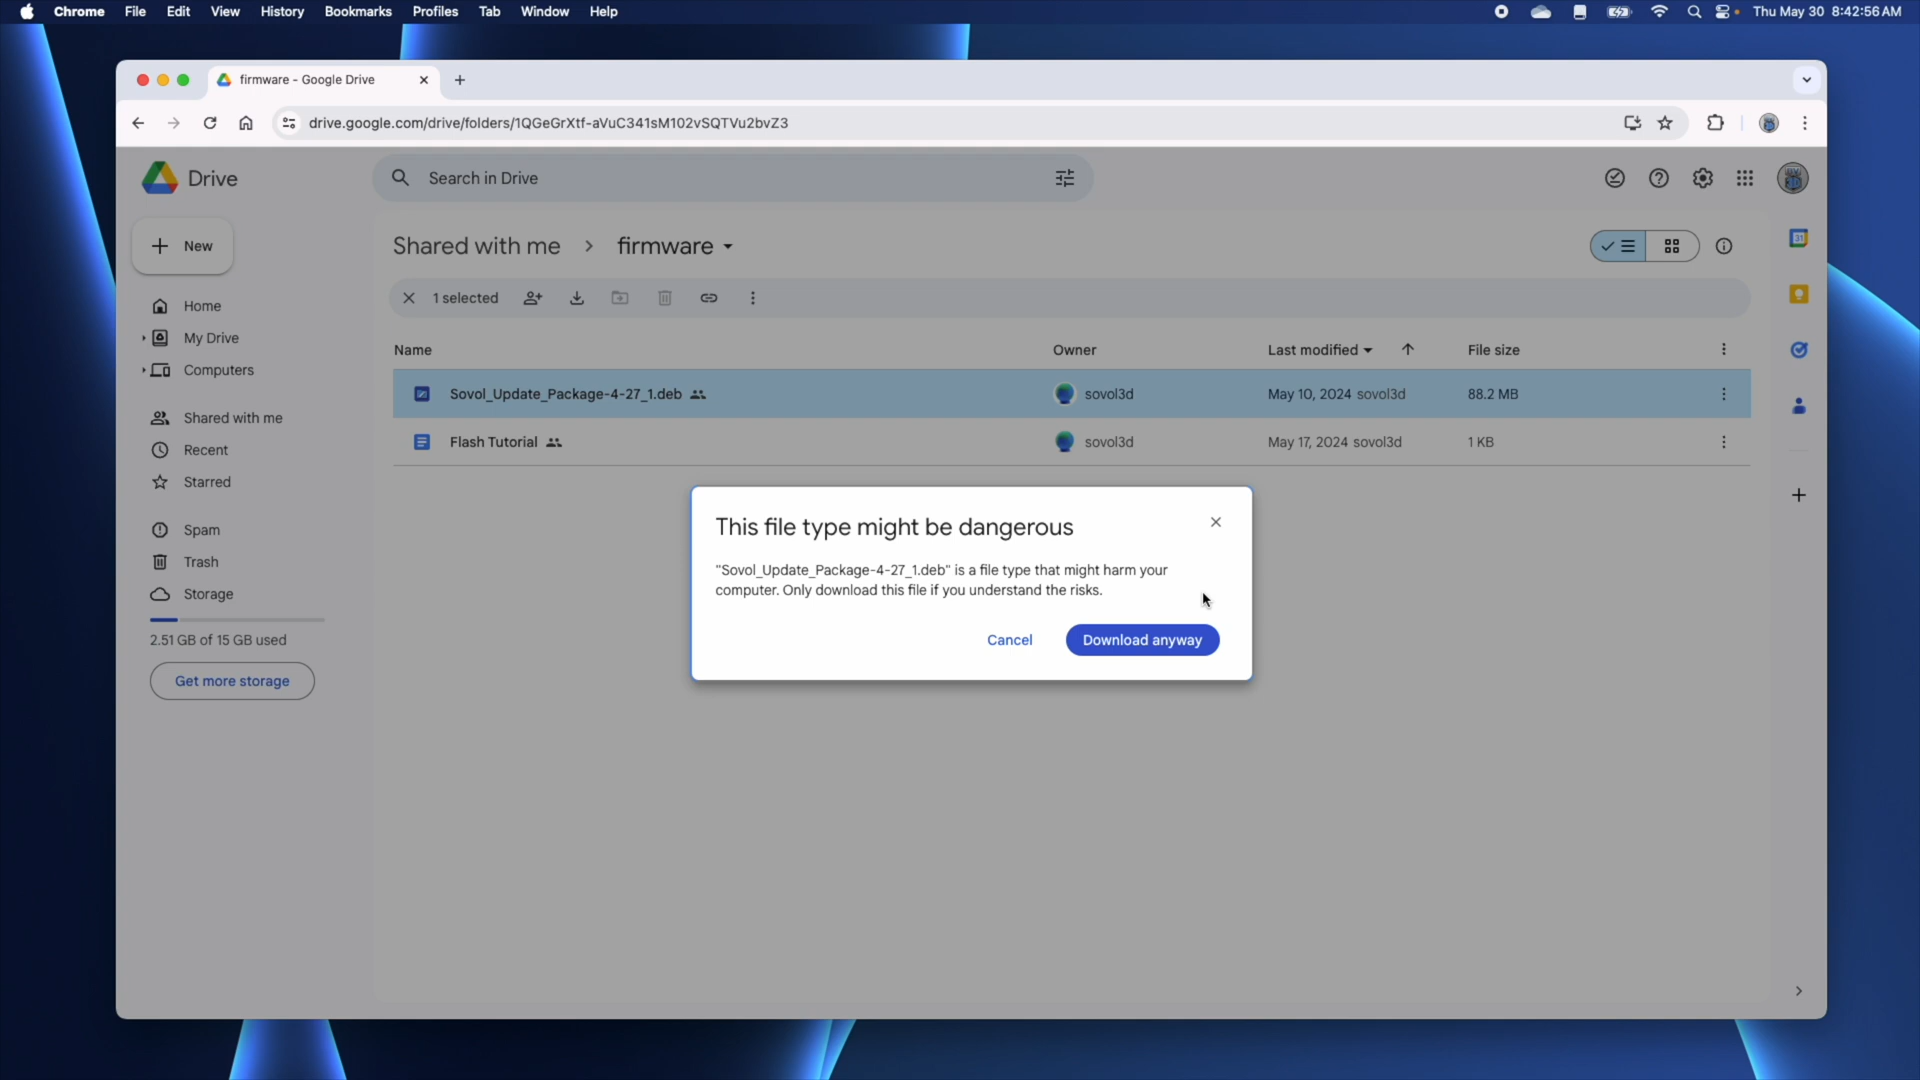 Chrome File Edit View History Bookmarks Profiles Tab Window Help Thu May 30 8:42:56 AM
firmware - Google Drive
drive.google.com/drive/folders/1QGeGrXtf-aVuC341sM102vSQTVu2bvZ3
Drive
Search in Drive
New
Shared with me > firmware
1 selected
Home
My Drive
Computers
Shared with me
Recent
Starred
Spam
Trash
Storage
2.51 GB of 15 GB used
Get more storage
Name Owner Last modified File size
Sovol_Update_Package-4-27_1.deb sovol3d May 10, 2024 sovol3d 88.2 MB
Flash Tutorial sovol3d May 17, 2024 sovol3d 1 KB
This file type might be dangerous
"Sovol_Update_Package-4-27_1.deb" is a file type that might harm your
computer. Only download this file if you understand the risks.
Cancel Download anyway
31